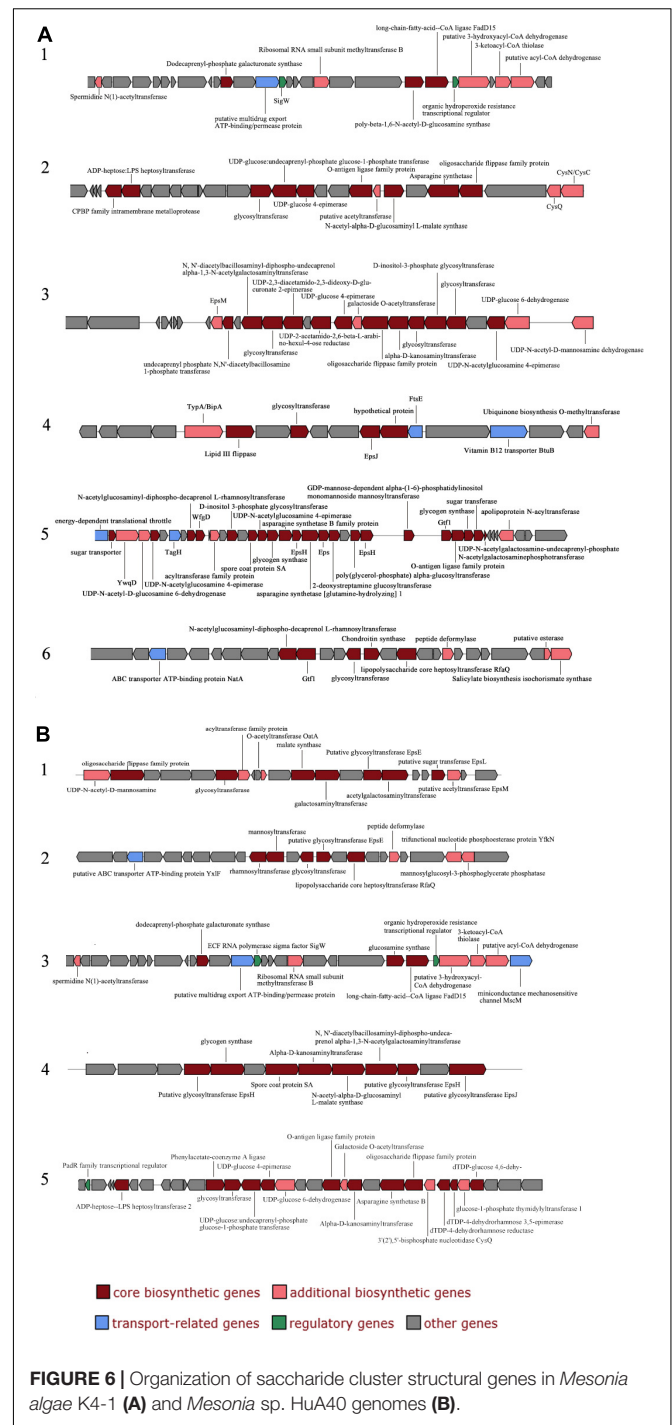 A
1
long-chain-fatty-acid--CoA ligase FadD15
putative 3-hydroxyacyl-CoA dehydrogenase
Ribosomal RNA small subunit methyltransferase B
3-ketoacyl-CoA thiolase
Dodecaprenyl-phosphate galacturonate synthase
putative acyl-CoA dehydrogenase
Spermidine N(1)-acetyltransferase
SigW
putative multidrug export
ATP-binding/permease protein
organic hydroperoxide resistance
transcriptional regulator
poly-beta-1,6-N-acetyl-D-glucosamine synthase
2
UDP-glucose:undecaprenyl-phosphate glucose-1-phosphate transferase
ADP-heptose:LPS heptosyltransferase
O-antigen ligase family protein
oligosaccharide flippase family protein
Asparagine synthetase
CysN/CysC
CPBP family intramembrane metalloprotease
UDP-glucose 4-epimerase
glycosyltransferase
putative acetyltransferase
N-acetyl-alpha-D-glucosaminyl L-malate synthase
CysQ
3
N, N'-diacetylbacillosaminyl-diphospho-undecaprenol
alpha-1,3-N-acetylgalactosaminyltransferase
D-inositol-3-phosphate glycosyltransferase
UDP-2,3-diacetamido-2,3-dideoxy-D-glu-
curonate 2-epimerase
glycosyltransferase
UDP-glucose 4-epimerase
EpsM
galactoside O-acetyltransferase
UDP-glucose 6-dehydrogenase
UDP-2-acetamido-2,6-beta-L-arabi-
no-hexul-4-ose reductase
undecaprenyl phosphate N,N'-diacetylbacillosamine
1-phosphate transferase
glycosyltransferase
glycosyltransferase
alpha-D-kanosaminyltransferase
oligosaccharide flippase family protein
UDP-N-acetyl-D-mannosamine dehydrogenase
UDP-N-acetylglucosamine 4-epimerase
4
FtsE
TypA/BipA
glycosyltransferase
hypothetical protein
Ubiquinone biosynthesis O-methyltransferase
Lipid III flippase
EpsJ
Vitamin B12 transporter BtuB
5
GDP-mannose-dependent alpha-(1-6)-phosphatidylinositol
monomannoside mannosyltransferase
N-acetylglucosaminyl-diphospho-decaprenol L-rhamnosyltransferase
D-inositol 3-phosphate glycosyltransferase
WfgD
UDP-N-acetylglucosamine 4-epimerase
asparagine synthetase B family protein
energy-dependent translational throttle
sugar transferase
glycogen synthase
Gtf1
apolipoprotein N-acyltransferase
sugar transporter
TagH
glycogen synthase
EpsH
Eps
EpsH
UDP-N-acetylgalactosamine-undecaprenyl-phosphate
N-acetylgalactosaminephosphotransferase
spore coat protein SA
poly(glycerol-phosphate) alpha-glucosyltransferase
O-antigen ligase family protein
acyltransferase family protein
YwqD
UDP-N-acetylglucosamine 4-epimerase
2-deoxystreptamine glucosyltransferase
UDP-N-acetyl-D-glucosamine 6-dehydrogenase
asparagine synthetase [glutamine-hydrolyzing] 1
6
N-acetylglucosaminyl-diphospho-decaprenol L-rhamnosyltransferase
Chondroitin synthase
peptide deformylase
putative esterase
lipopolysaccharide core heptosyltransferase RfaQ
ABC transporter ATP-binding protein NatA
Gtf1
glycosyltransferase
Salicylate biosynthesis isochorismate synthase
B
1
acyltransferase family protein
O-acetyltransferase OatA
malate synthase
Putative glycosyltransferase EpsE
oligosaccharide flippase family protein
putative sugar transferase EpsL
UDP-N-acetyl-D-mannosamine
glycosyltransferase
putative acetyltransferase EpsM
acetylgalactosaminyltransferase
galactosaminyltransferase
2
peptide deformylase
mannosyltransferase
putative glycosyltransferase EpsE
trifunctional nucleotide phosphoesterase protein YfkN
putative ABC transporter ATP-binding protein YxlF
rhamnosyltransferase glycosyltransferase
mannosylglucosyl-3-phosphoglycerate phosphatase
lipopolysaccharide core heptosyltransferase RfaQ
3
organic hydroperoxide resistance
transcriptional regulator
dodecaprenyl-phosphate galacturonate synthase
3-ketoacyl-CoA
thiolase
ECF RNA polymerase sigma factor SigW
glucosamine synthase
putative acyl-CoA dehydrogenase
spermidine N(1)-acetyltransferase
Ribosomal RNA small subunit
methyltransferase B
putative 3-hydroxyacyl-
CoA dehydrogenase
putative multidrug export ATP-binding/permease protein
long-chain-fatty-acid--CoA ligase FadD15
miniconductance mechanosensitive
channel MscM
4
N, N'-diacetylbacillosaminyl-diphospho-undeca-
prenol alpha-1,3-N-acetylgalactosaminyltransferase
glycogen synthase
Alpha-D-kanosaminyltransferase
Putative glycosyltransferase EpsH
Spore coat protein SA
putative glycosyltransferase EpsH
N-acetyl-alpha-D-glucosaminyl
L-malate synthase
putative glycosyltransferase EpsJ
5
O-antigen ligase family protein
Galactoside O-acetyltransferase
Phenylacetate-coenzyme A ligase
oligosaccharide flippase family protein
PadR family transcriptional regulator
UDP-glucose 4-epimerase
dTDP-glucose 4,6-dehy-
ADP-heptose--LPS heptosyltransferase 2
glycosyltransferase
UDP-glucose 6-dehydrogenase
Asparagine synthetase B
glucose-1-phosphate thymidylyltransferase 1
UDP-glucose undecaprenyl-phosphate
glucose-1-phosphate transferase
Alpha-D-kanosaminyltransferase
dTDP-4-dehydrorhamnose 3,5-epimerase
dTDP-4-dehydrorhamnose reductase
3'(2'),5'-bisphosphate nucleotidase CysQ
core biosynthetic genes
additional biosynthetic genes
transport-related genes
regulatory genes
other genes
FIGURE 6 | Organization of saccharide cluster structural genes in Mesonia
algae K4-1 (A) and Mesonia sp. HuA40 genomes (B).